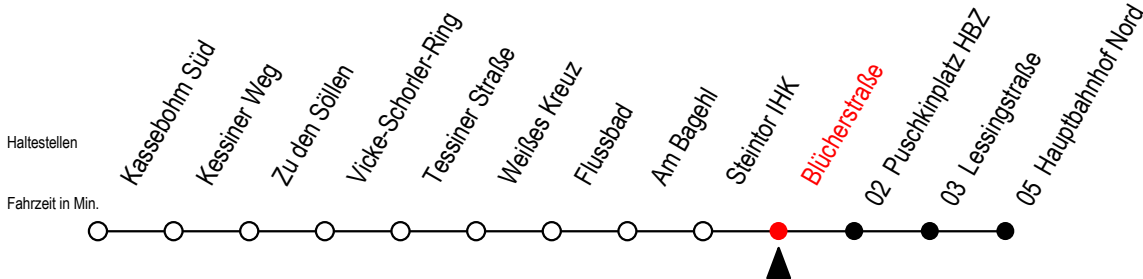 Haltestellen
Fahrzeit in Min.
Kassebohm Süd
Kessiner Weg
Zu den Söllen
Vicke-Schorler-Ring
Tessiner Straße
Weißes Kreuz
Flussbad
Am Bagehl
Steintor IHK
Blücherstraße
02 Puschkinplatz HBZ
03 Lessingstraße
05 Hauptbahnhof Nord